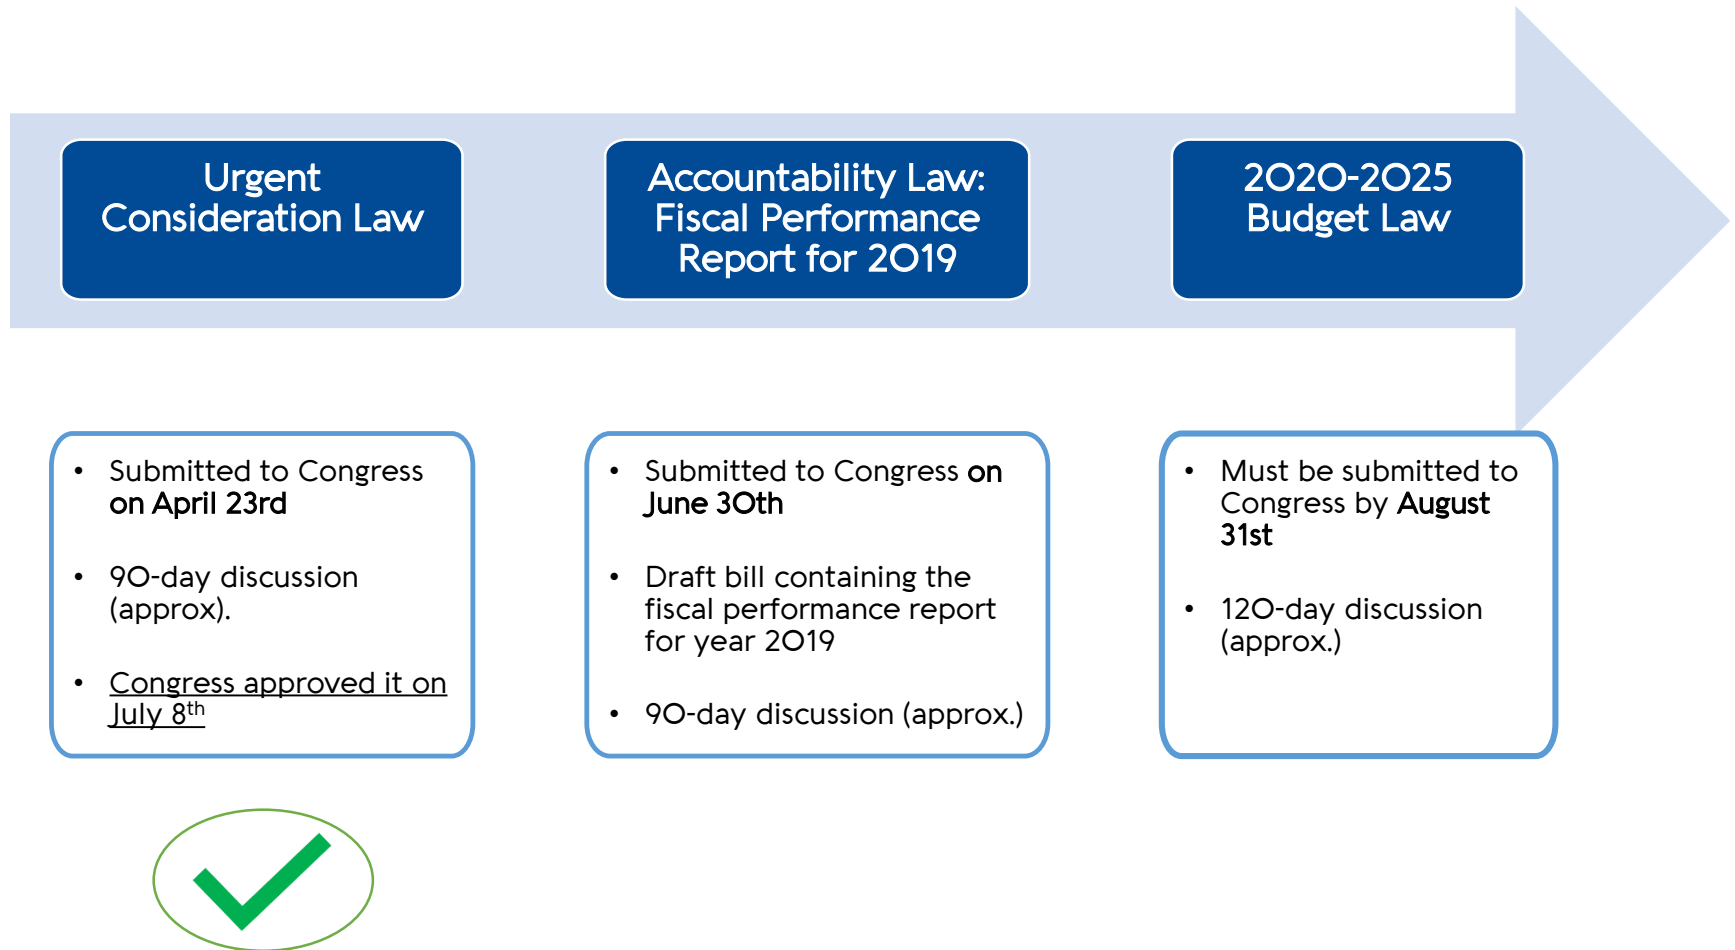 Urgent
Consideration Law
Accountability Law:
Fiscal Performance
Report for 2019
2020-2025
Budget Law
• Submitted to Congress
on April 23rd
• 90-day discussion
(approx).
• Congress approved it on
July 8th
• Submitted to Congress on
June 30th
• Draft bill containing the
fiscal performance report
for year 2019
• 90-day discussion (approx.)
• Must be submitted to
Congress by August
31st
• 120-day discussion
(approx.)